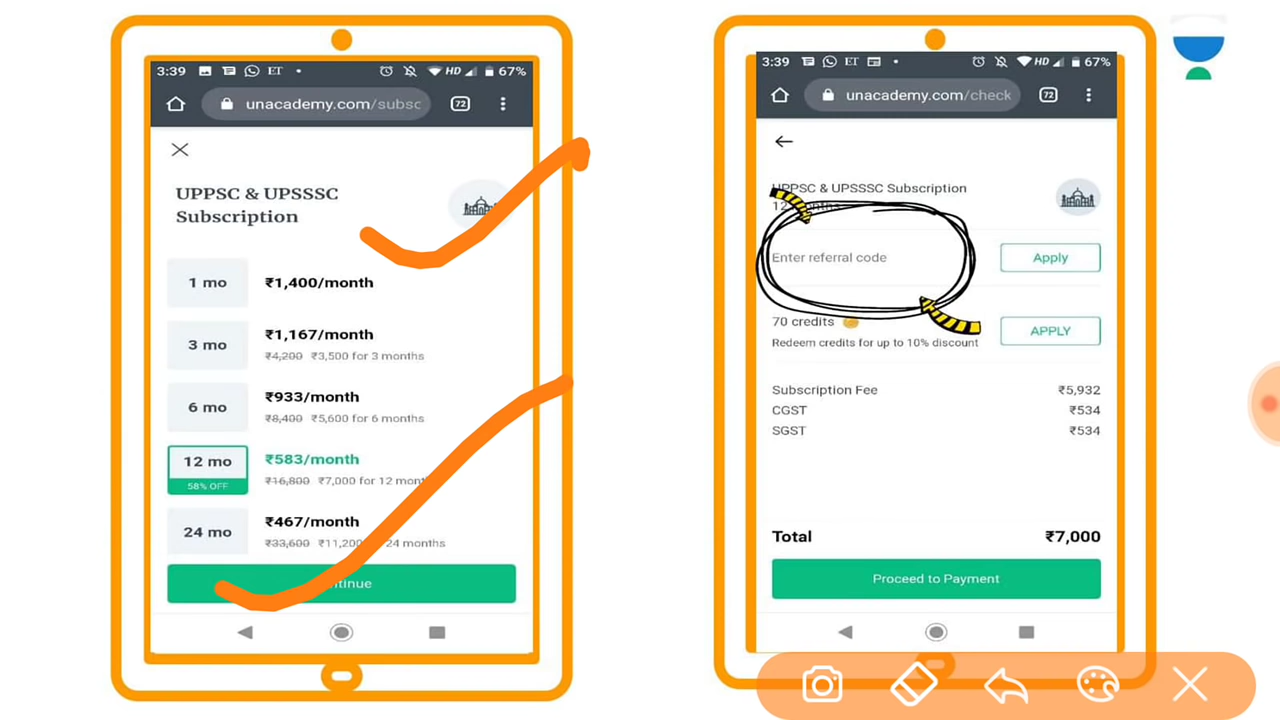 3:39 ET HD 67%
unacademy.com/subsc 72
UPPSC & UPSSSC
Subscription
1 mo ₹1,400/month
3 mo ₹1,167/month
₹4,200 ₹3,500 for 3 months
6 mo ₹933/month
₹8,400 ₹5,600 for 6 months
12 mo ₹583/month
58% OFF ₹16,800 ₹7,000 for 12 mont
24 mo ₹467/month
₹33,600 ₹11,200 24 months
tinue
3:39 ET HD 67%
unacademy.com/check 72
UPPSC & UPSSSC Subscription
Enter referral code Apply
70 credits APPLY
Redeem credits for up to 10% discount
Subscription Fee ₹5,932
CGST ₹534
SGST ₹534
Total ₹7,000
Proceed to Payment